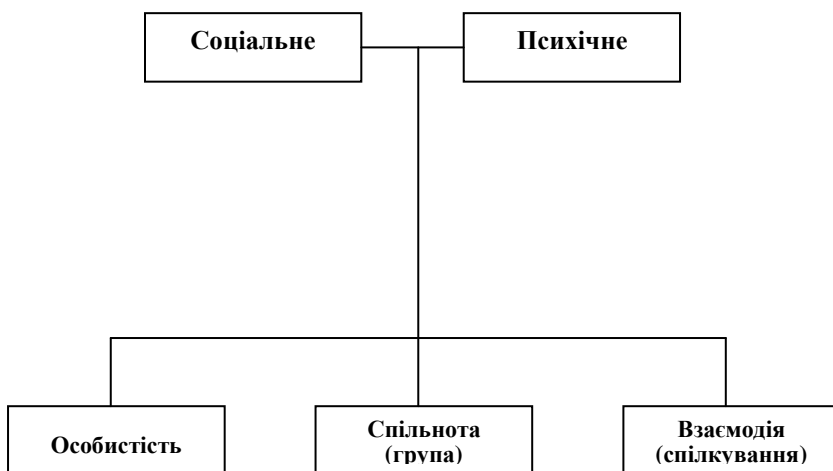 Соціальне
Психічне
Особистість
Спільнота
(група)
Взаємодія
(спілкування)